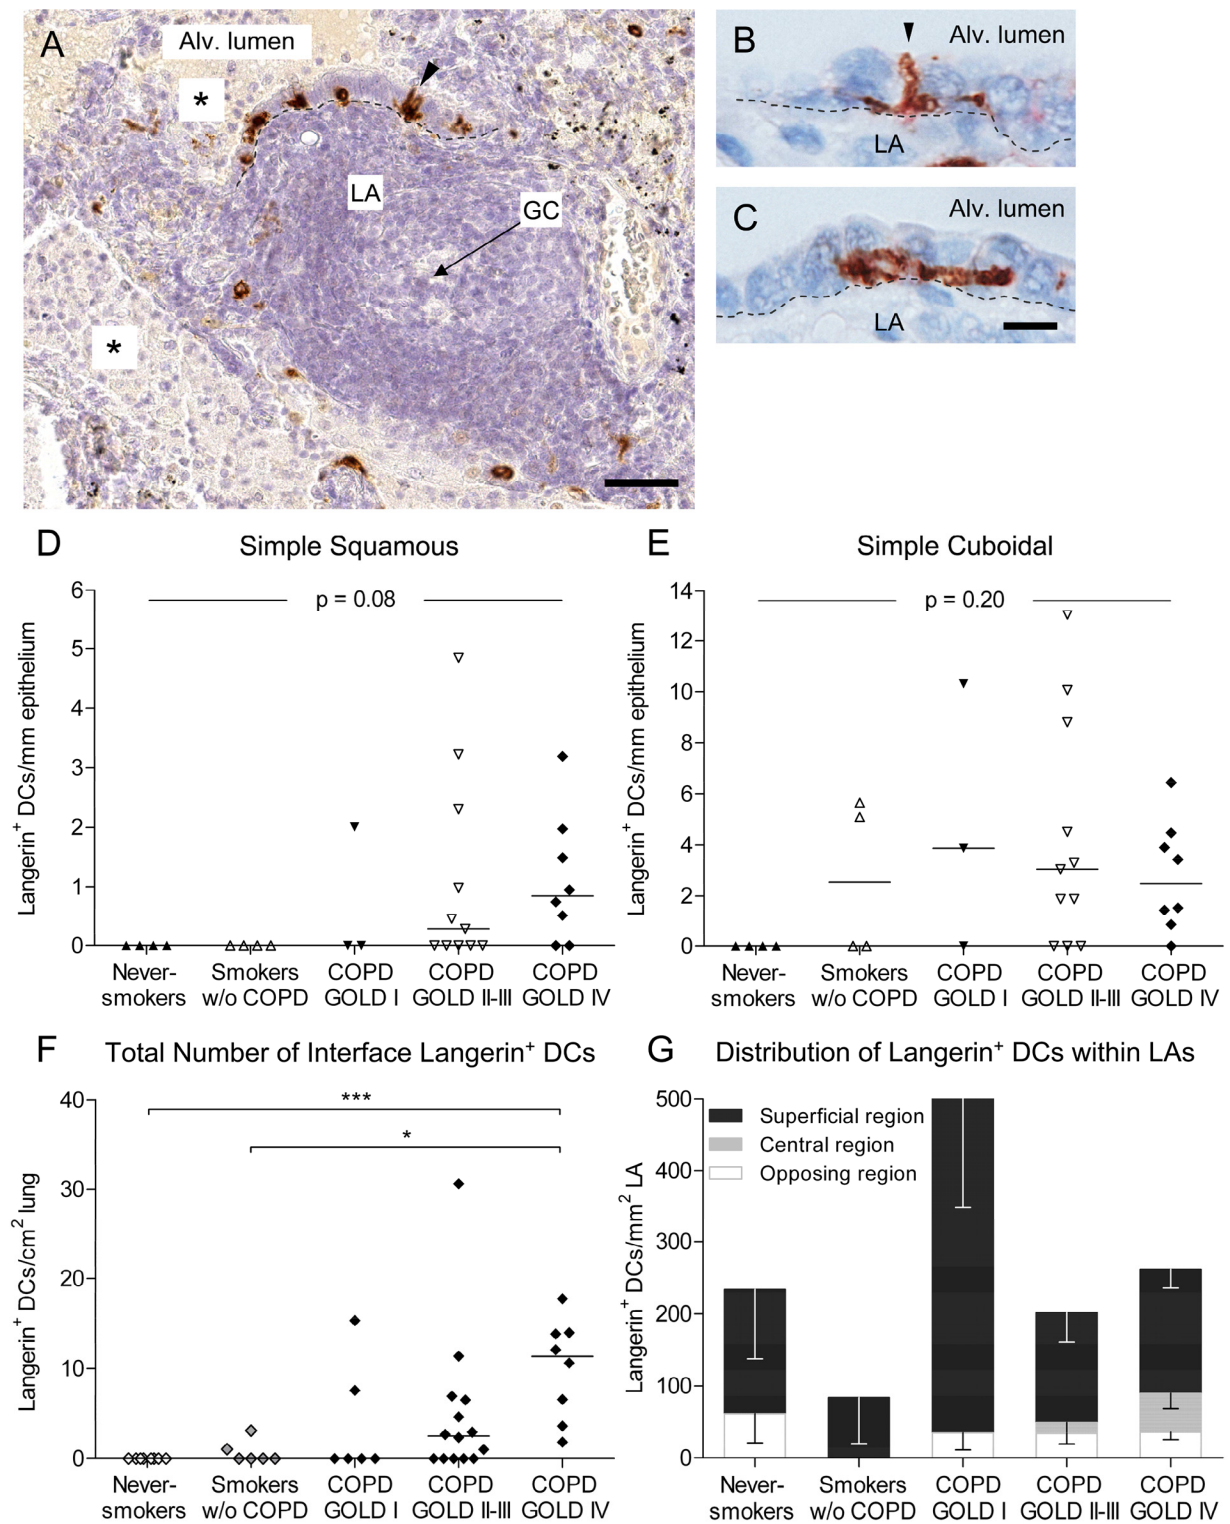 A
Alv. lumen
*
LA
GC
*
B
Alv. lumen
LA
C
Alv. lumen
LA
D
Simple Squamous
Langerin⁺ DCs/mm epithelium
6
5
4
3
2
1
0
p = 0.08
Never-
smokers
Smokers
w/o COPD
COPD
GOLD I
COPD
GOLD II-III
COPD
GOLD IV
E
Simple Cuboidal
Langerin⁺ DCs/mm epithelium
14
12
10
8
6
4
2
0
p = 0.20
Never-
smokers
Smokers
w/o COPD
COPD
GOLD I
COPD
GOLD II-III
COPD
GOLD IV
F
Total Number of Interface Langerin⁺ DCs
Langerin⁺ DCs/cm² lung
40
30
20
10
0
***
*
Never-
smokers
Smokers
w/o COPD
COPD
GOLD I
COPD
GOLD II-III
COPD
GOLD IV
G
Distribution of Langerin⁺ DCs within LAs
Langerin⁺ DCs/mm² LA
500
400
300
200
100
0
Superficial region
Central region
Opposing region
Never-
smokers
Smokers
w/o COPD
COPD
GOLD I
COPD
GOLD II-III
COPD
GOLD IV